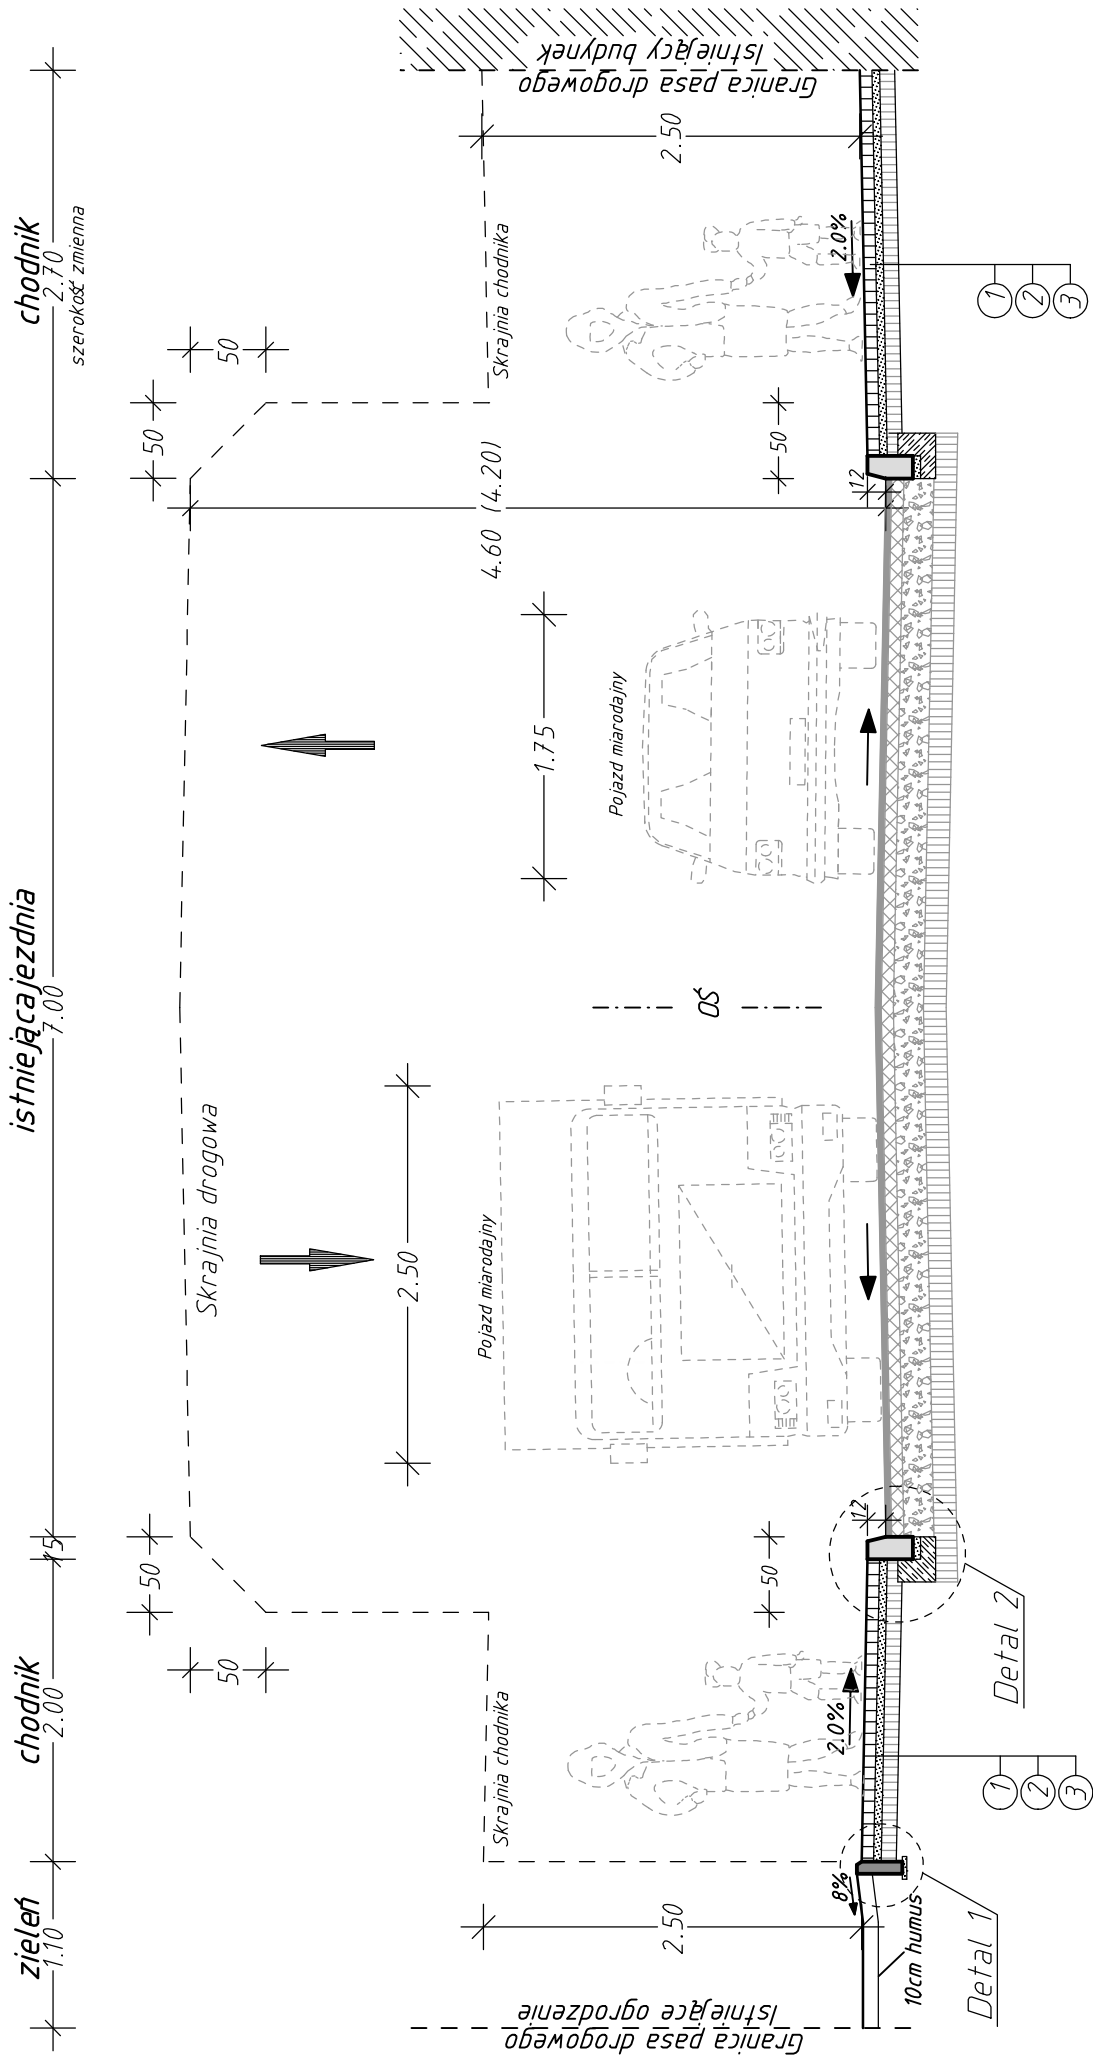 zieleń
1.10
chodnik
2.00
15
istniejąca jezdnia
7.00
chodnik
2.70
szerokość zmienna
50
50
50
50
Skrajnia drogowa
4.60 (4.20)
2.50
Pojazd miarodajny
1.75
Pojazd miarodajny
OŚ
Skrajnia chodnika
Skrajnia chodnika
2.50
2.50
Granica pasa drogowego
Istniejące ogrodzenie
Granica pasa drogowego
Istniejący budynek
50
50
12
12
8%
2.0%
2.0%
10cm humus
Detal 1
Detal 2
1
2
3
1
2
3